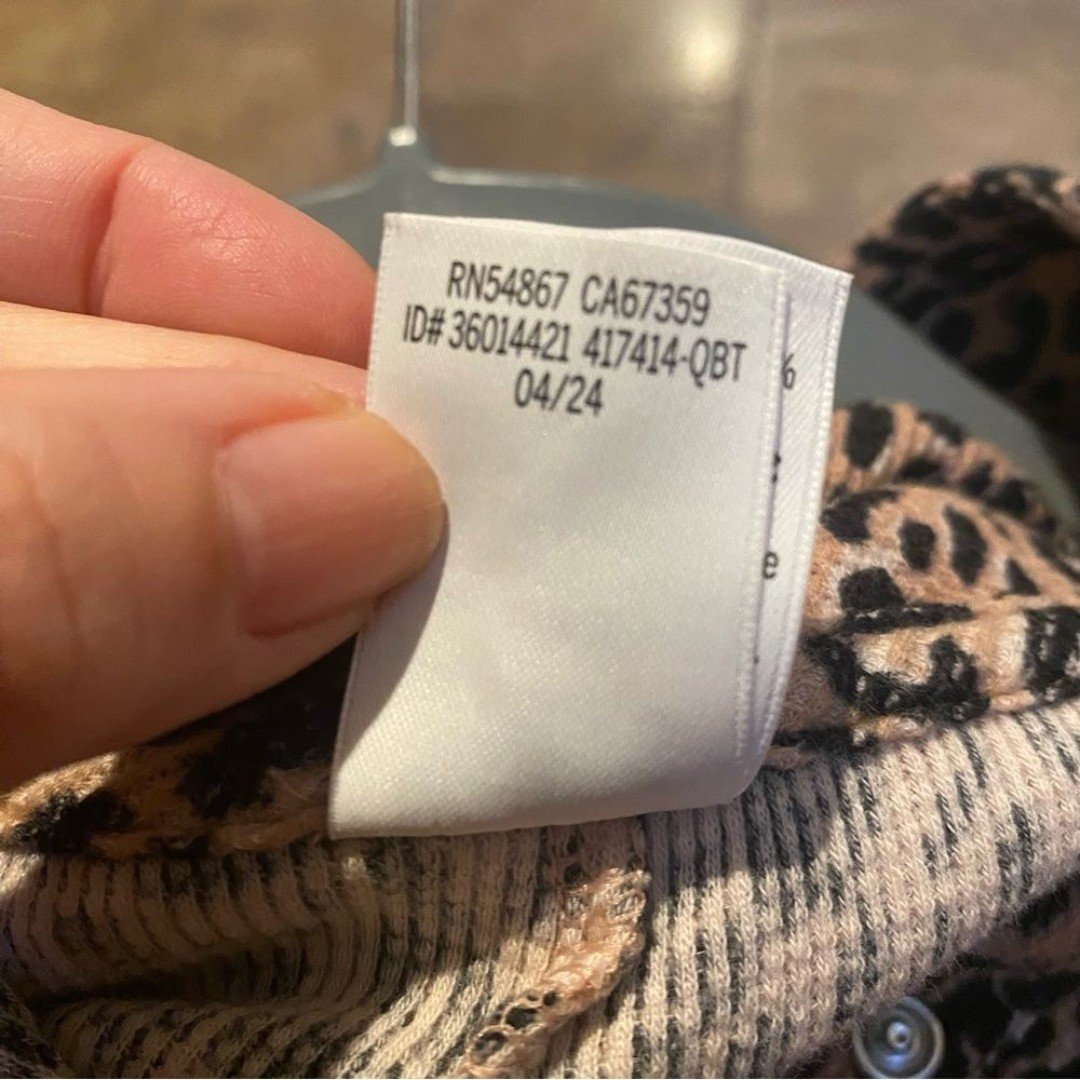 RN54867 CA67359
ID# 36014421 417414-QBT
04/24
%
e